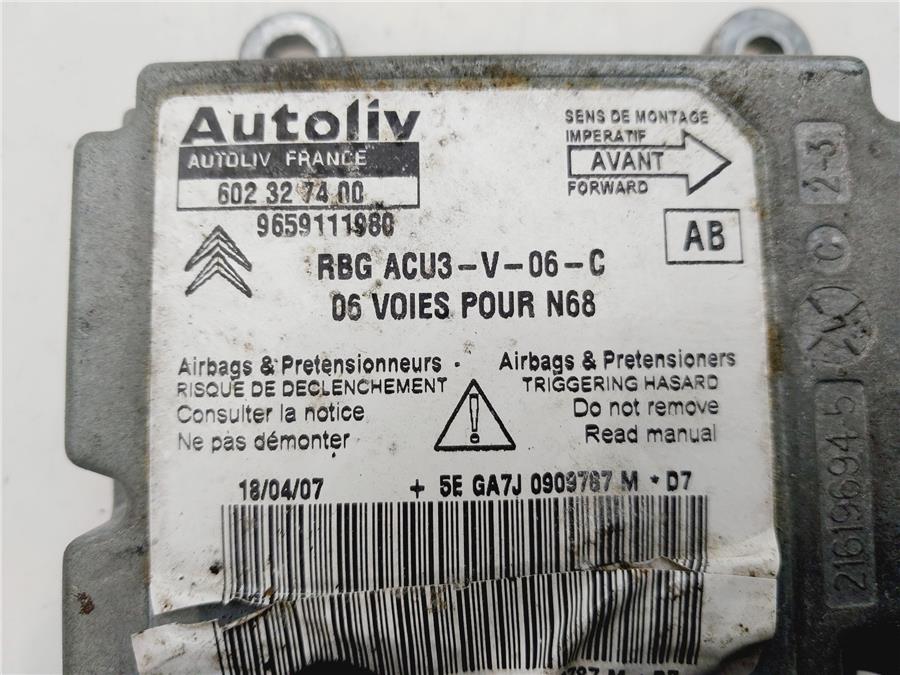 Autoliv
AUTOLIV FRANCE
602 32 74 00
9659111980
SENS DE MONTAGE
IMPERATIF
AVANT
FORWARD
AB
RBG ACU3-V-06-C
06 VOIES POUR N68
Airbags & Pretensionneurs -
RISQUE DE DECLENCHEMENT
Consulter la notice
Ne pas démonter
Airbags & Pretensioners
TRIGGERING HASARD
Do not remove
Read manual
18/04/07 + 5E GA7J 0909787 M * D7
2-3
21619694 5